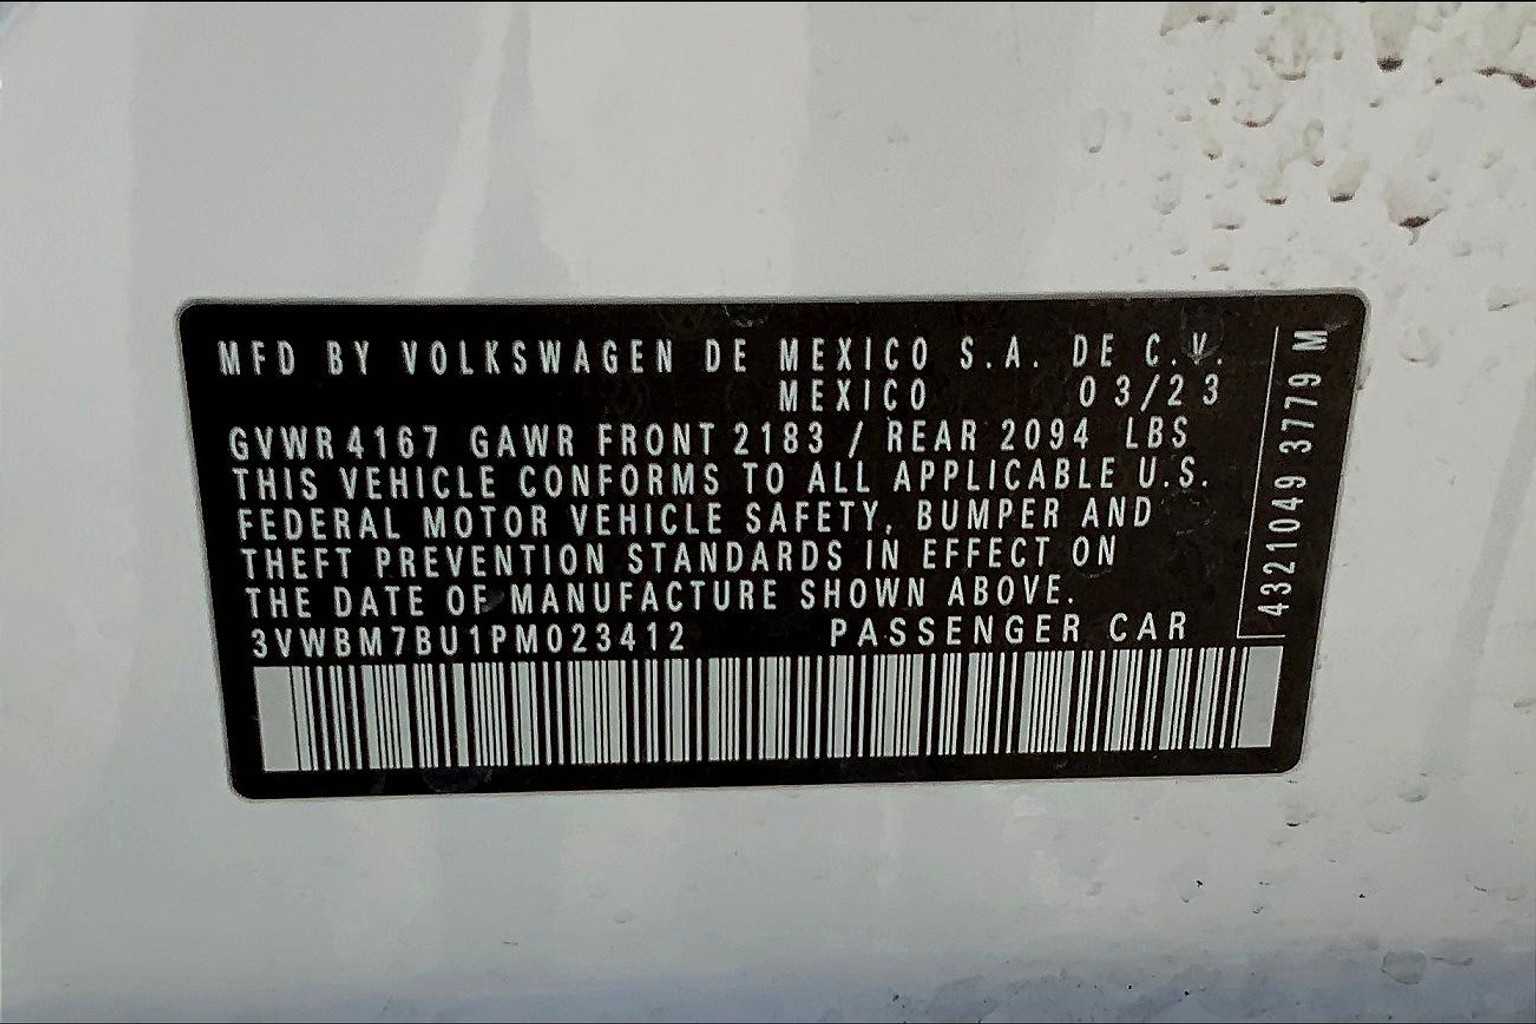 MFD BY VOLKSWAGEN DE MEXICO S.A. DE C.V.
MEXICO 03/23
GVWR 4167 GAWR FRONT 2183 / REAR 2094 LBS
THIS VEHICLE CONFORMS TO ALL APPLICABLE U.S.
FEDERAL MOTOR VEHICLE SAFETY, BUMPER AND
THEFT PREVENTION STANDARDS IN EFFECT ON
THE DATE OF MANUFACTURE SHOWN ABOVE.
3VWBM7BU1PM023412 PASSENGER CAR
4321049 3779 M